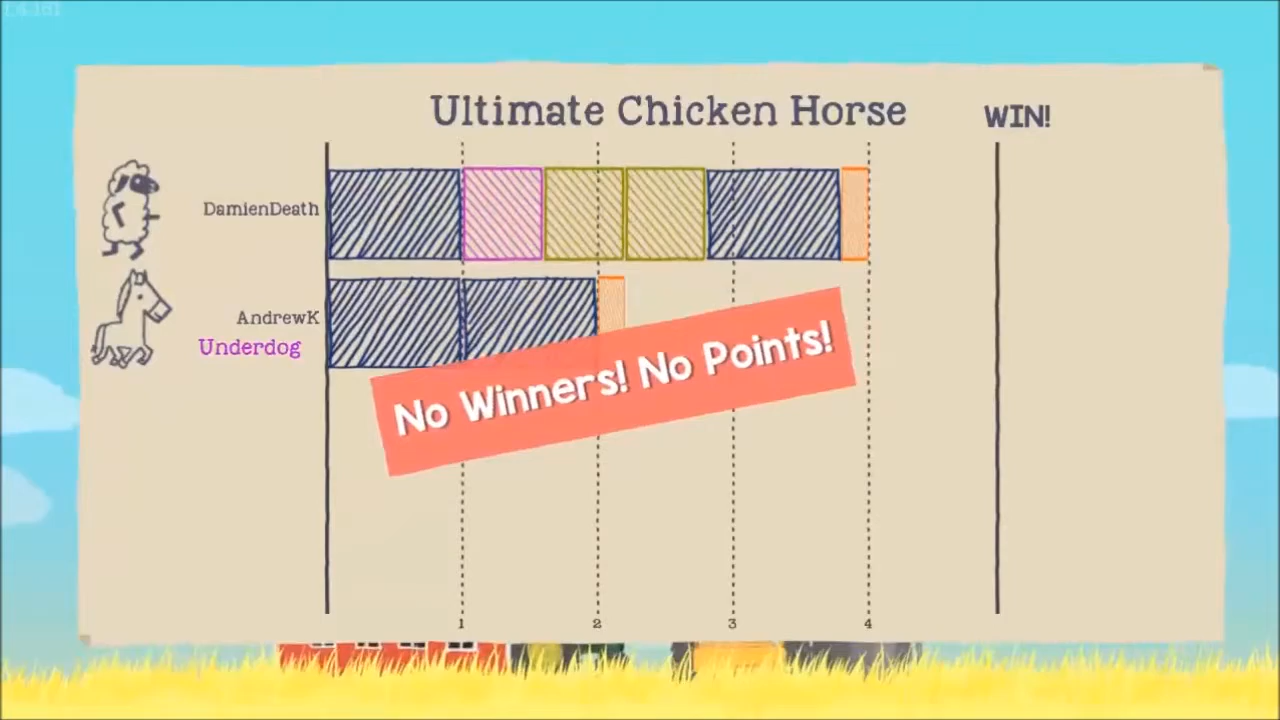 Ultimate Chicken Horse
WIN!
DamienDeath
AndrewK
Underdog
No Winners! No Points!
1 2 3 4